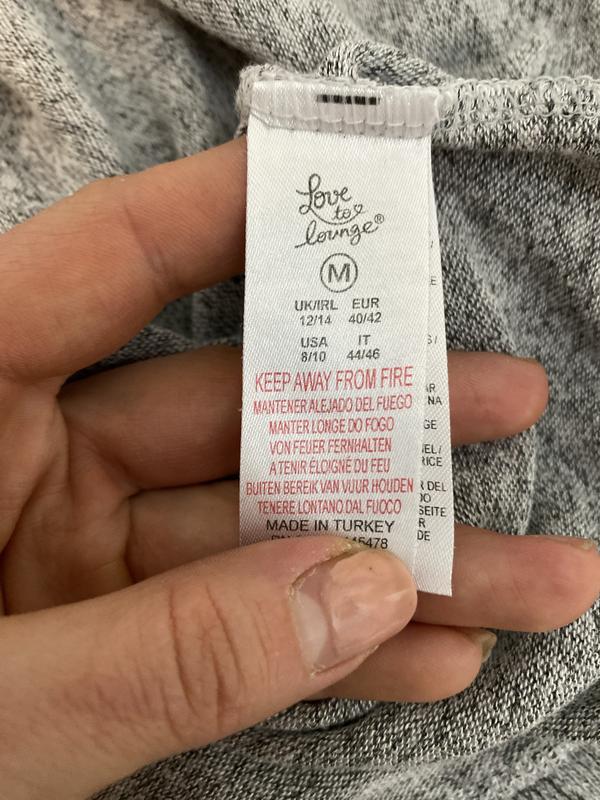 Love
to
lounge®
M
UK/IRL EUR
12/14 40/42
USA IT
8/10 44/46
KEEP AWAY FROM FIRE
MANTENER ALEJADO DEL FUEGO
MANTER LONGE DO FOGO
VON FEUER FERNHALTEN
A TENIR ÉLOIGNÉ DU FEU
BUITEN BEREIK VAN VUUR HOUDEN
TENERE LONTANO DAL FUOCO
MADE IN TURKEY